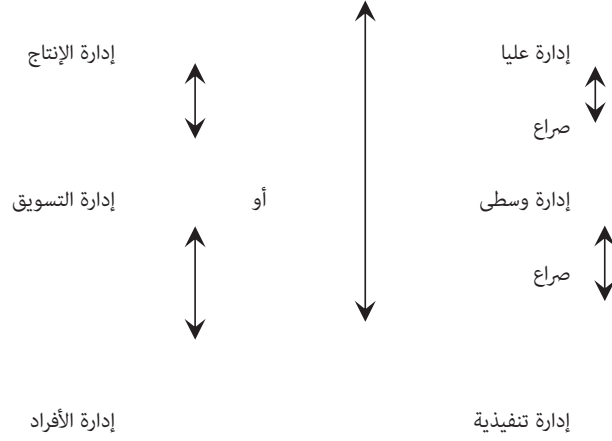 إدارة عليا
إدارة الإنتاج
صراع
إدارة وسطى
أو
إدارة التسويق
صراع
إدارة تنفيذية
إدارة الأفراد